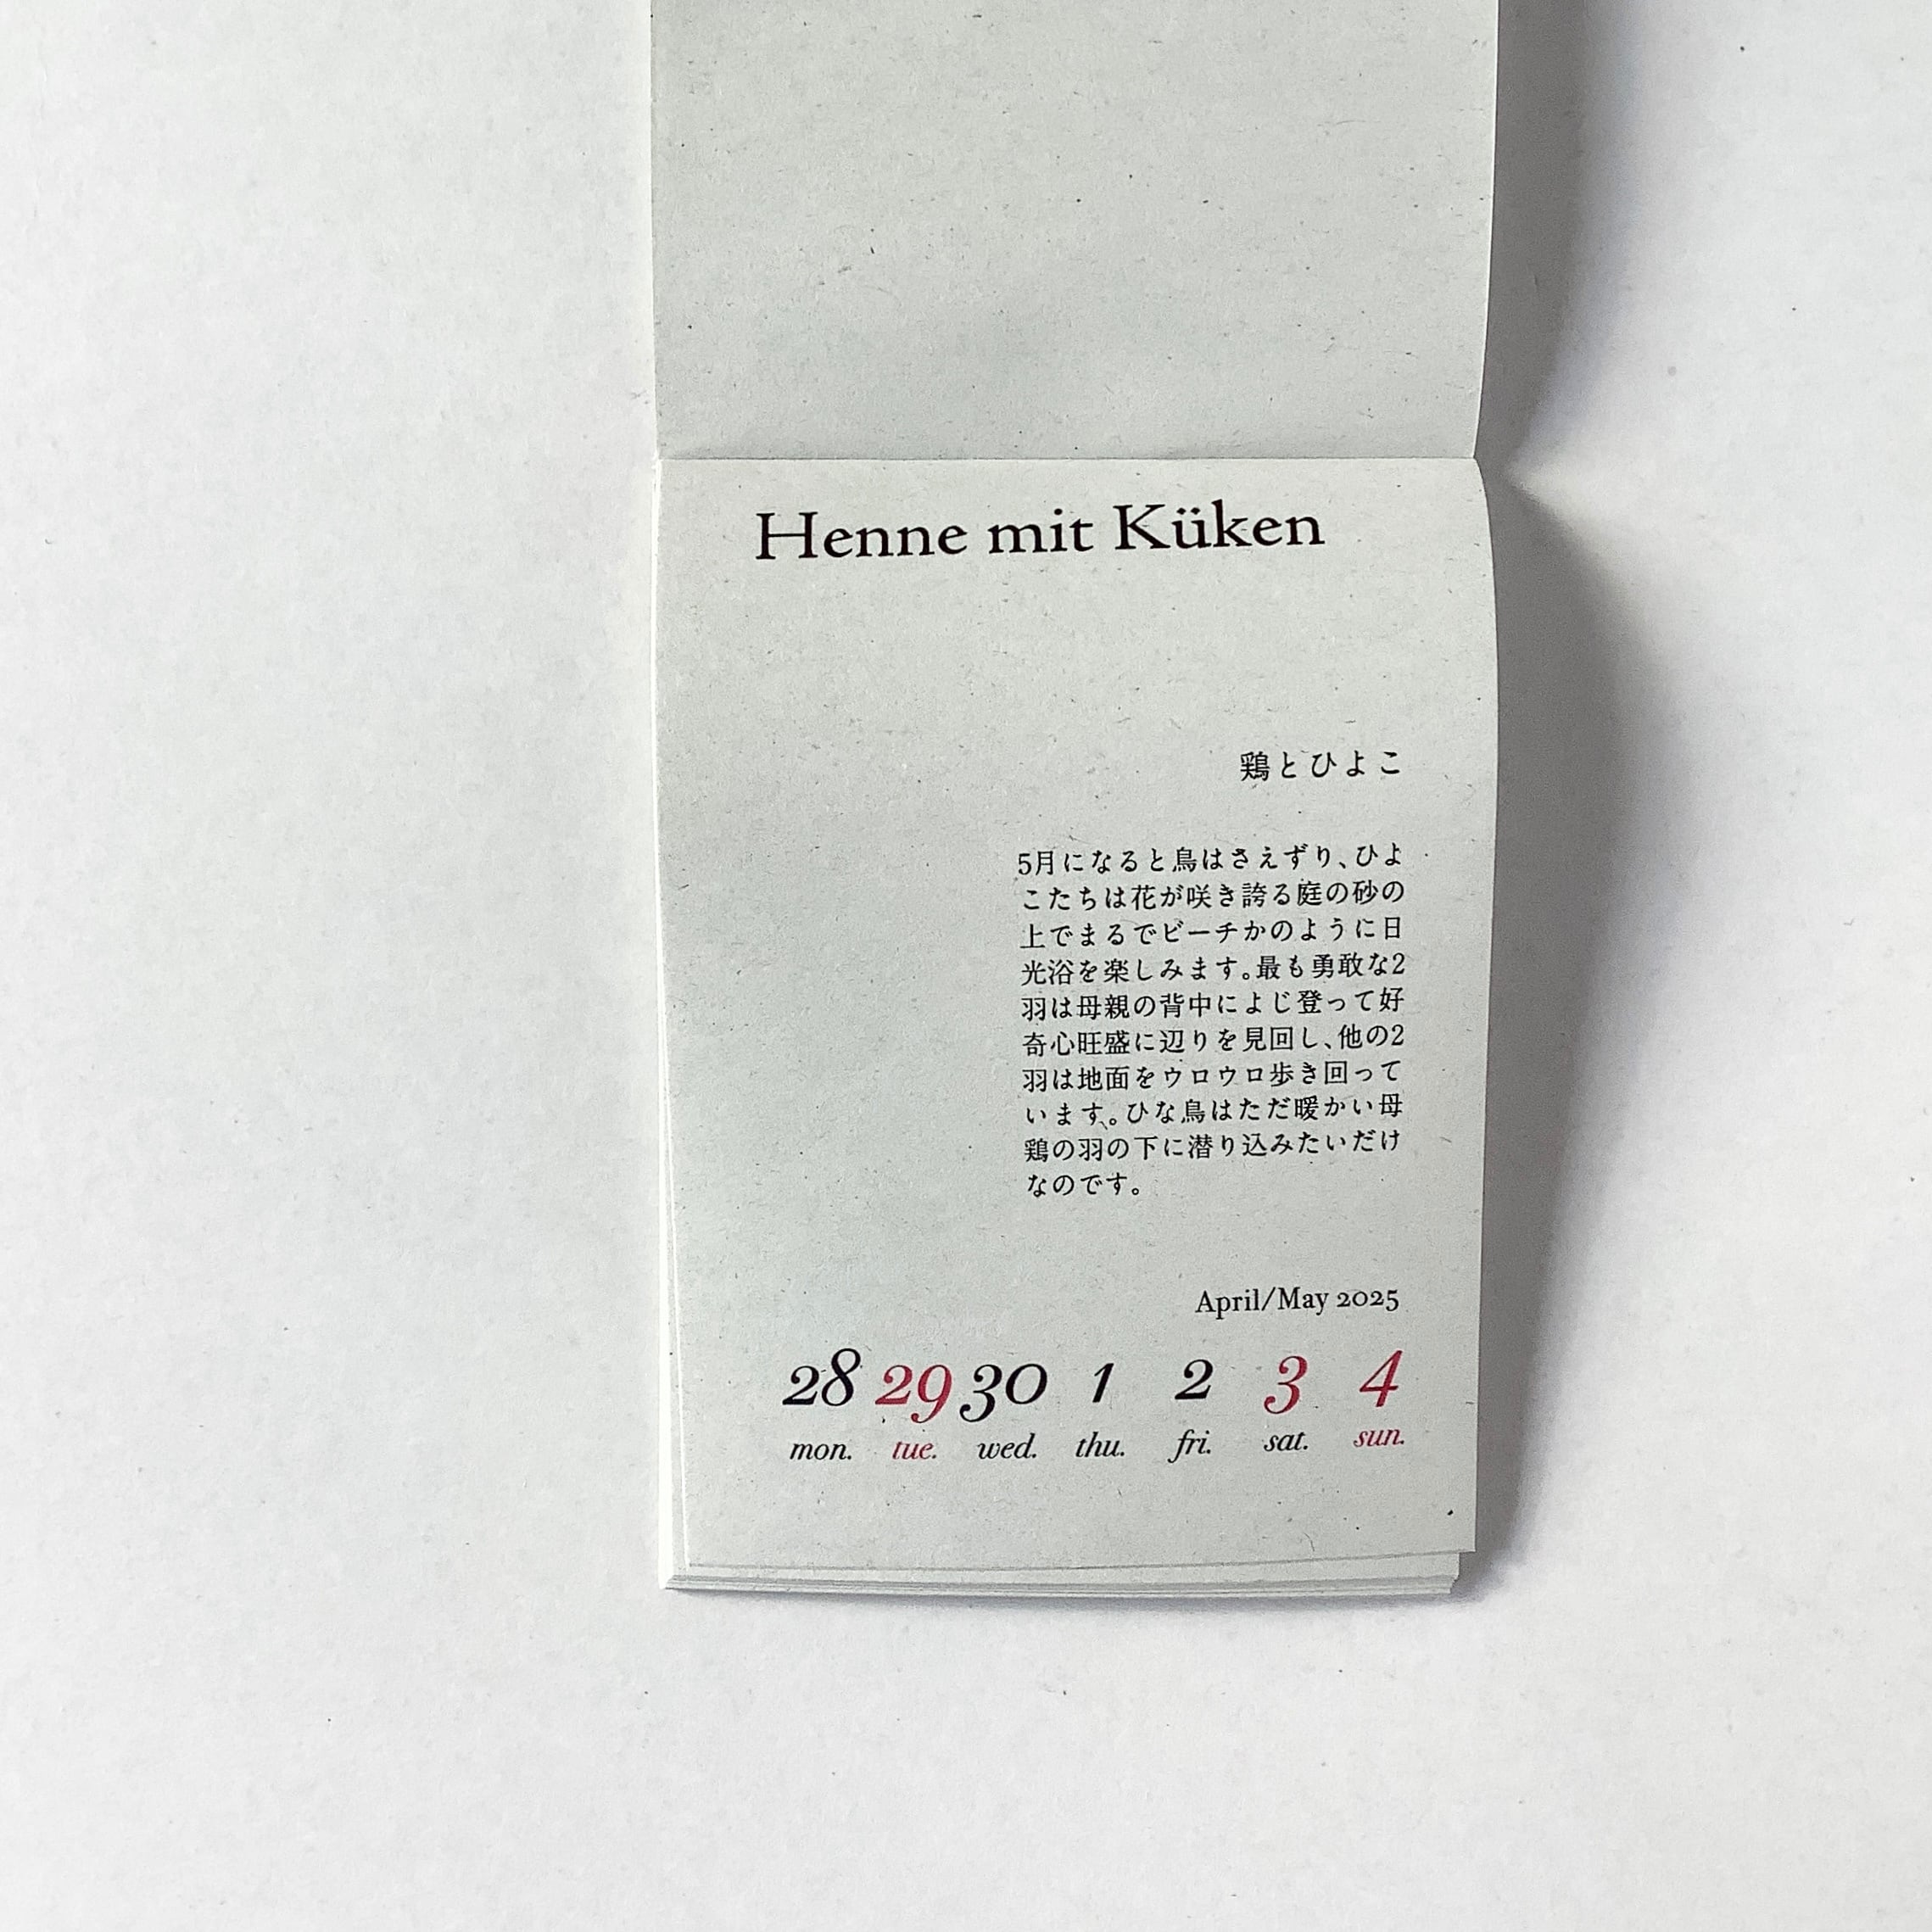 Henne mit Küken
鶏とひよこ
5月になると鳥はさえずり、ひよ
こたちは花が咲き誇る庭の砂の
上でまるでビーチかのように日
光浴を楽しみます。最も勇敢な2
羽は母親の背中によじ登って好
奇心旺盛に辺りを見回し、他の2
羽は地面をウロウロ歩き回って
います。ひな鳥はただ暖かい母
鶏の羽の下に潜り込みたいだけ
なのです。
April/May 2025
28 29 30 1 2 3 4
mon. tue. wed. thu. fri. sat. sun.